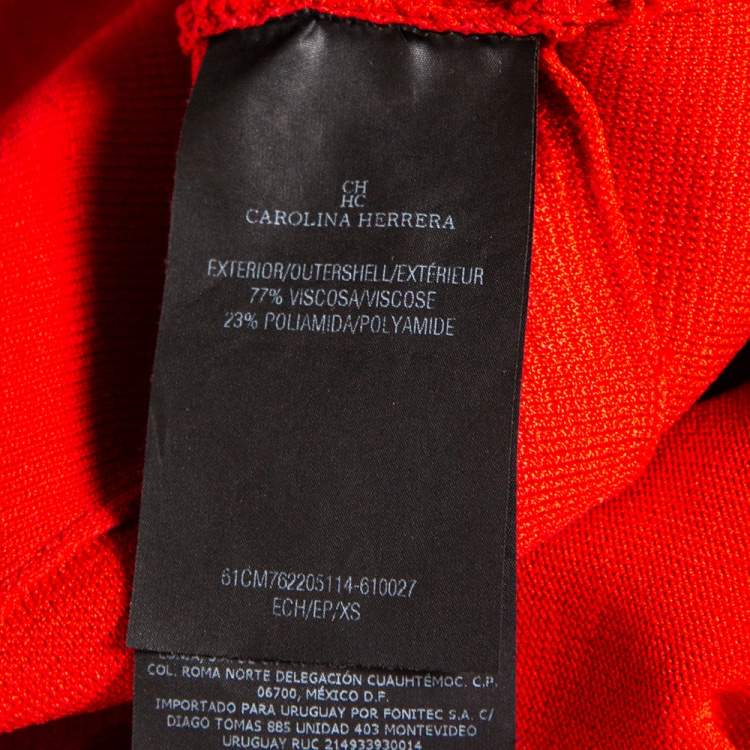 CH
HC
CAROLINA HERRERA
EXTERIOR/OUTERSHELL/EXTÉRIEUR
77% VISCOSA/VISCOSE
23% POLIAMIDA/POLYAMIDE
61CM762205114-610027
ECH/EP/XS
COL. ROMA NORTE DELEGACIÓN CUAUHTÉMOC. C.P.
06700, MÉXICO D.F.
IMPORTADO PARA URUGUAY POR FONITEC S.A. C/
DIAGO TOMAS 885 UNIDAD 403 MONTEVIDEO
URUGUAY RUC 214933930014